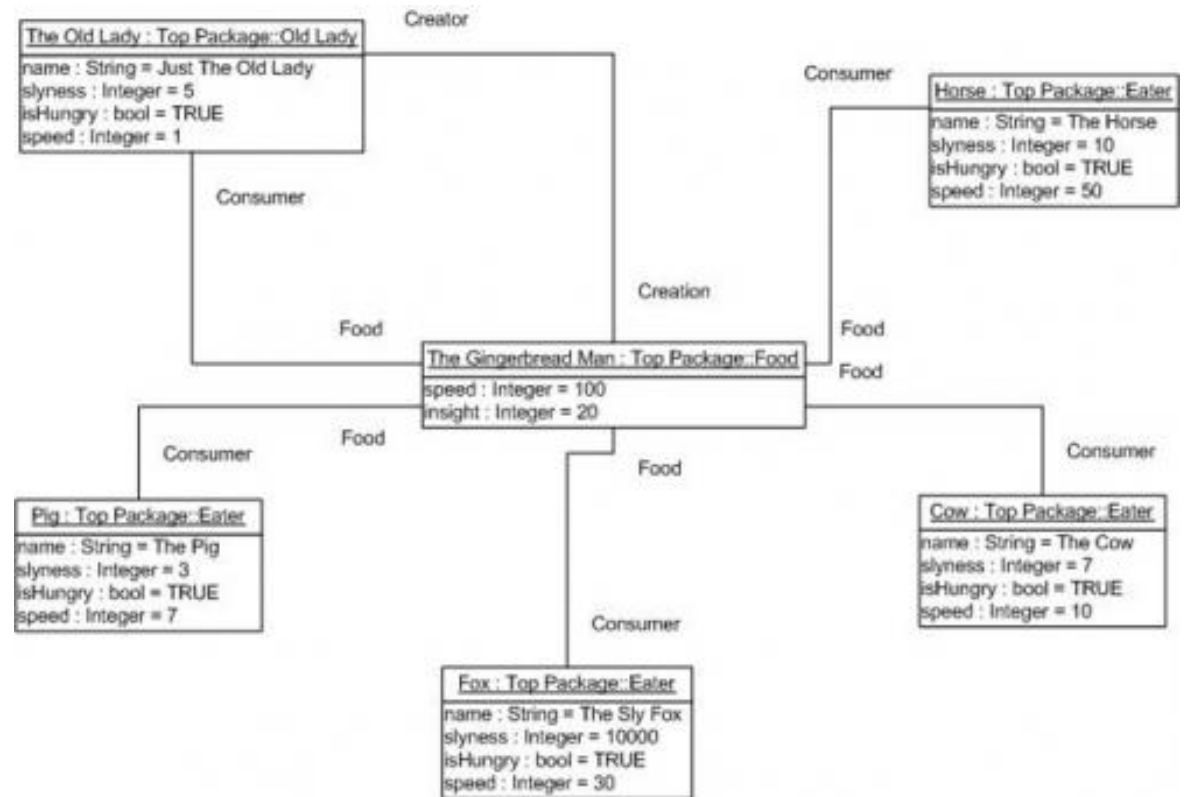 Creator
The Old Lady : Top Package::Old Lady
name : String = Just The Old Lady
slyness : Integer = 5
isHungry : bool = TRUE
speed : Integer = 1
Consumer
Horse : Top Package::Eater
name : String = The Horse
slyness : Integer = 10
isHungry : bool = TRUE
speed : Integer = 50
Consumer
Creation
Food
Food
The Gingerbread Man : Top Package::Food
speed : Integer = 100
insight : Integer = 20
Food
Food
Consumer
Food
Consumer
Pig : Top Package::Eater
name : String = The Pig
slyness : Integer = 3
isHungry : bool = TRUE
speed : Integer = 7
Cow : Top Package::Eater
name : String = The Cow
slyness : Integer = 7
isHungry : bool = TRUE
speed : Integer = 10
Consumer
Fox : Top Package::Eater
name : String = The Sly Fox
slyness : Integer = 10000
isHungry : bool = TRUE
speed : Integer = 30